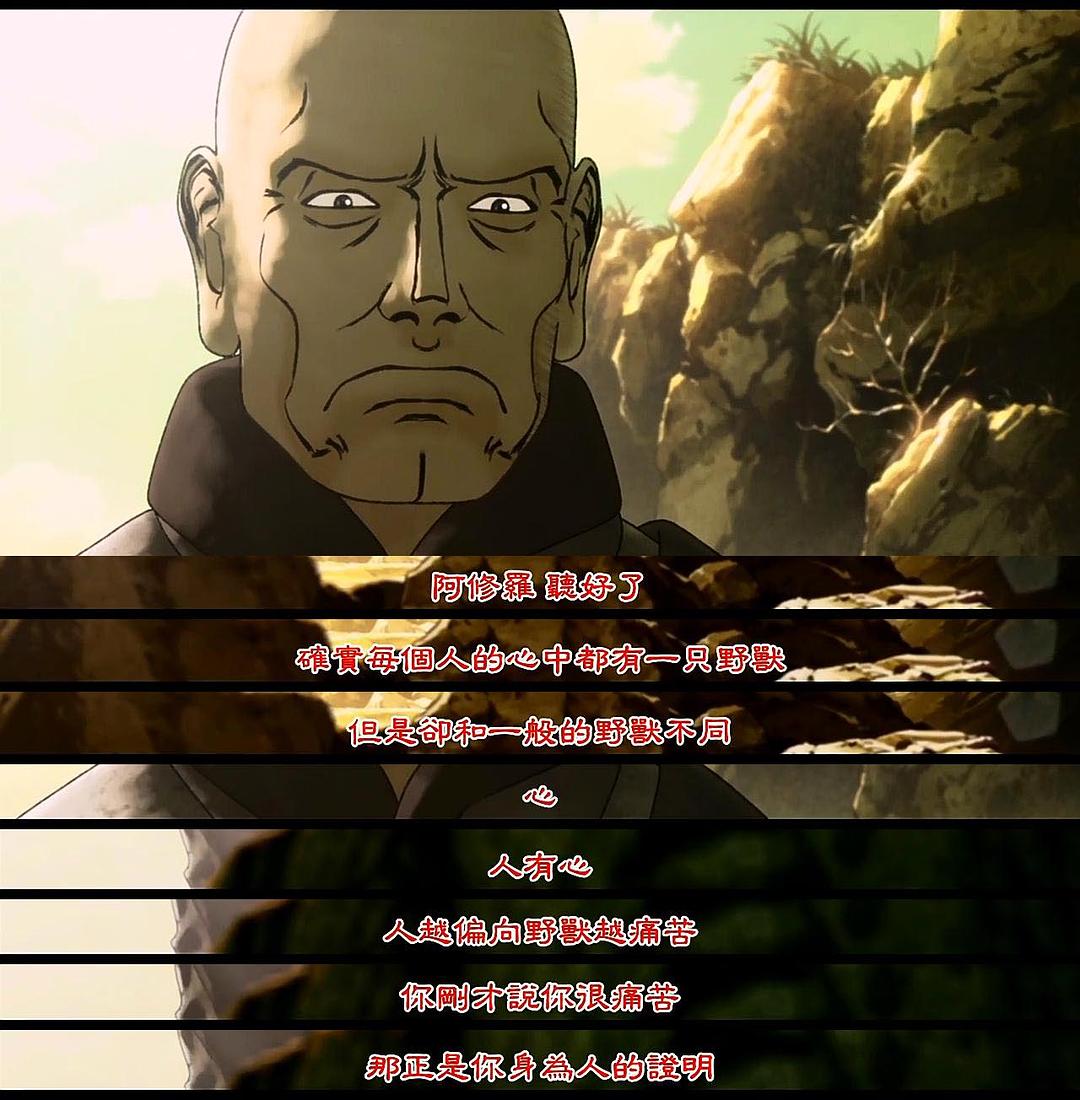 阿修羅 聽好了
確實每個人的心中都有一只野獸
但是卻和一般的野獸不同
心
人有心
人越偏向野獸越痛苦
你剛才說你很痛苦
那正是你身為人的證明